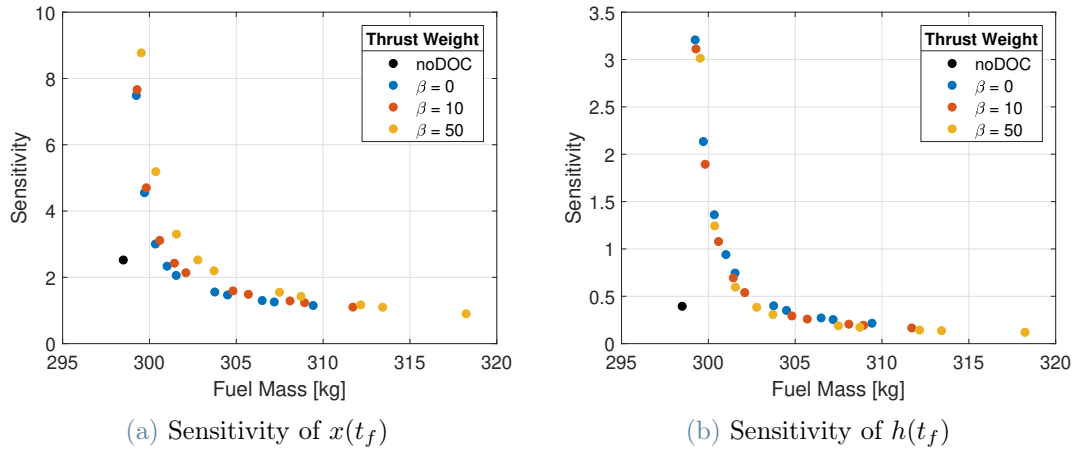 10
8
6
4
2
0
Sensitivity
295 300 305 310 315 320
Fuel Mass [kg]
Thrust Weight
noDOC
β = 0
β = 10
β = 50
(a) Sensitivity of x(t_f)
3.5
3
2.5
2
1.5
1
0.5
0
Sensitivity
295 300 305 310 315 320
Fuel Mass [kg]
Thrust Weight
noDOC
β = 0
β = 10
β = 50
(b) Sensitivity of h(t_f)